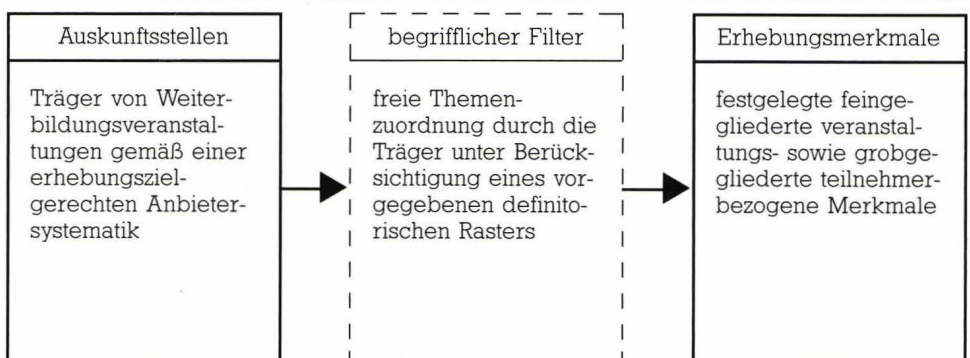 Auskunftsstellen
Träger von Weiter-
bildungsveranstal-
tungen gemäß einer
erhebungsziel-
gerechten Anbieter-
systematik
begrifflicher Filter
freie Themen-
zuordnung durch die
Träger unter Berück-
sichtigung eines vor-
gegebenen definito-
rischen Rasters
Erhebungsmerkmale
festgelegte feinge-
gliederte veranstal-
tungs- sowie grobge-
gliederte teilnehmer-
bezogene Merkmale